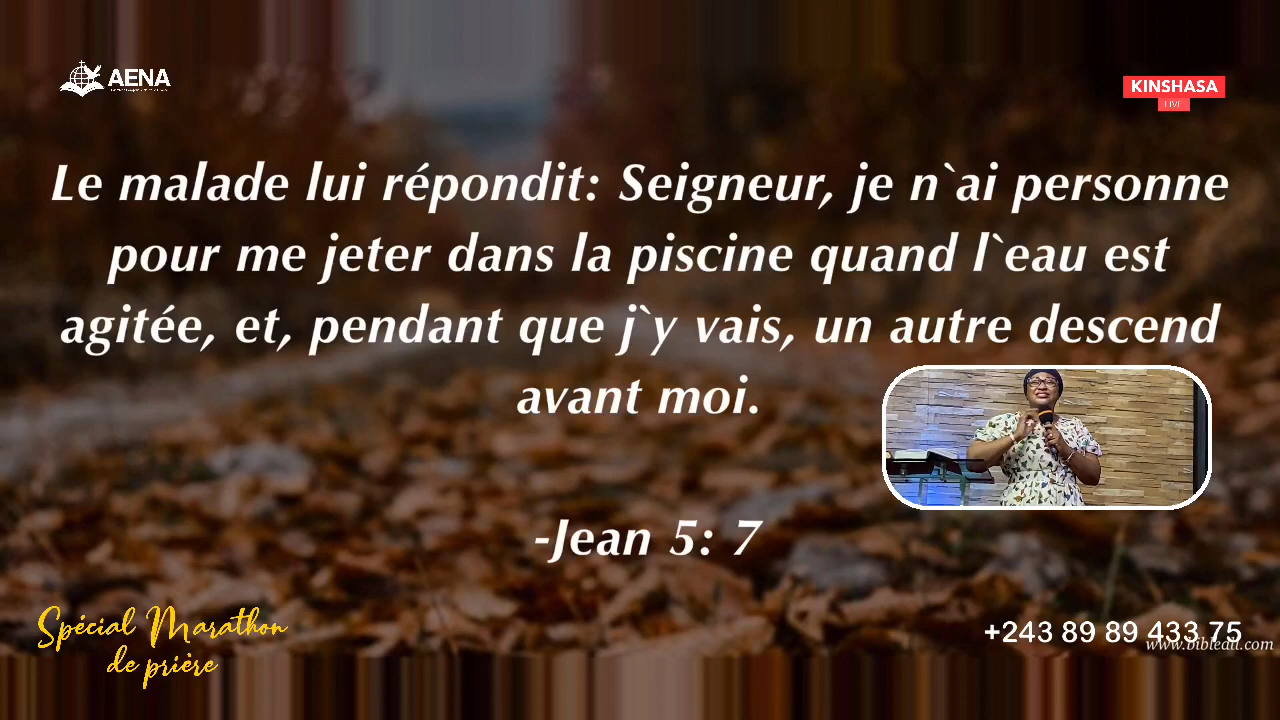 AENA
KINSHASA
LIVE
Le malade lui répondit: Seigneur, je n`ai personne
pour me jeter dans la piscine quand l`eau est
agitée, et, pendant que j`y vais, un autre descend
avant moi.
-Jean 5: 7
Spécial Marathon
de prière
+243 89 89 433 75
www.bibleall.com